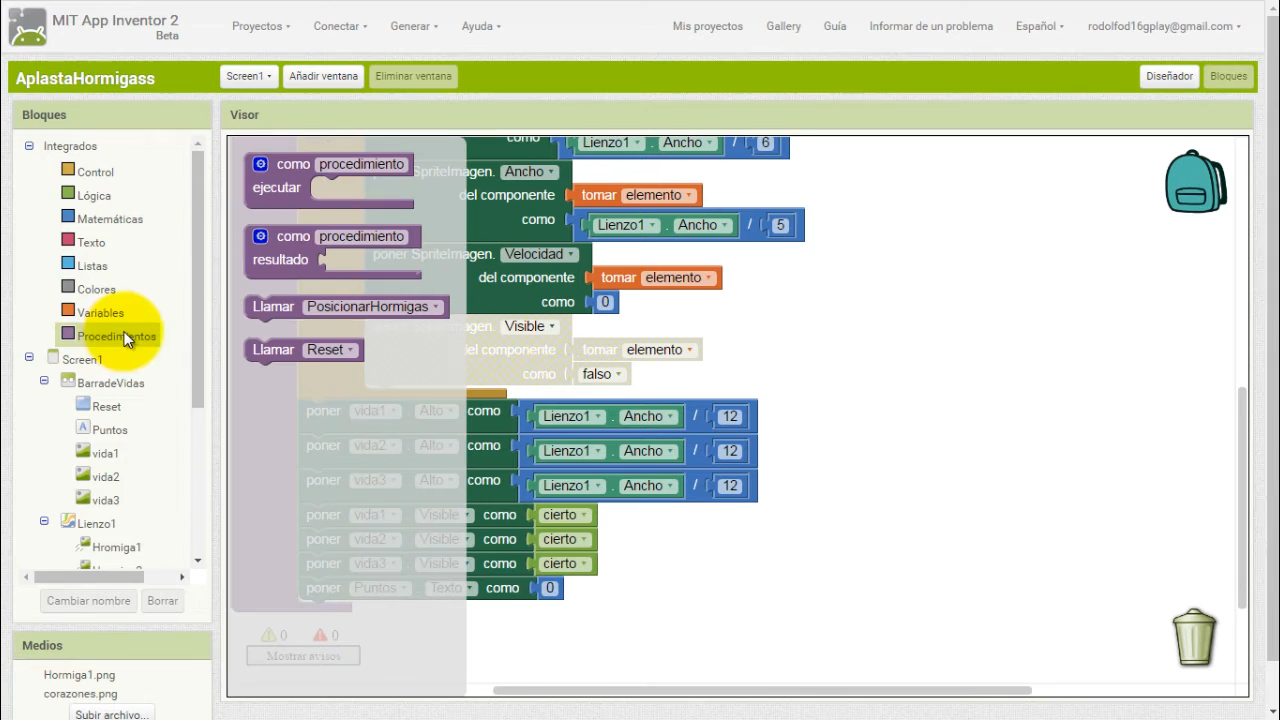 MIT App Inventor 2
Beta
Proyectos Conectar Generar Ayuda Mis proyectos Gallery Guía Informar de un problema Español rodolfod16gplay@gmail.com
AplastaHormigass Screen1 Añadir ventana Eliminar ventana Diseñador Bloques
Bloques
Integrados
Control
Lógica
Matemáticas
Texto
Listas
Colores
Variables
Procedimientos
Screen1
BarradeVidas
Reset
Puntos
vida1
vida2
vida3
Lienzo1
Hromiga1
Cambiar nombre Borrar
Medios
Hormiga1.png
corazones.png
Subir archivo...
Visor
como procedimiento
ejecutar
como procedimiento
resultado
Llamar PosicionarHormigas
Llamar Reset
como Lienzo1 . Ancho / 6
SpriteImagen. Ancho
del componente tomar elemento
como Lienzo1 . Ancho / 5
poner SpriteImagen. Velocidad
del componente tomar elemento
como 0
Visible
del componente tomar elemento
como falso
poner vida1 . Alto como Lienzo1 . Ancho / 12
poner vida2 . Alto como Lienzo1 . Ancho / 12
poner vida3 . Alto como Lienzo1 . Ancho / 12
poner vida1 . Visible como cierto
poner vida2 . Visible como cierto
poner vida3 . Visible como cierto
poner Puntos . Texto como 0
0 0
Mostrar avisos